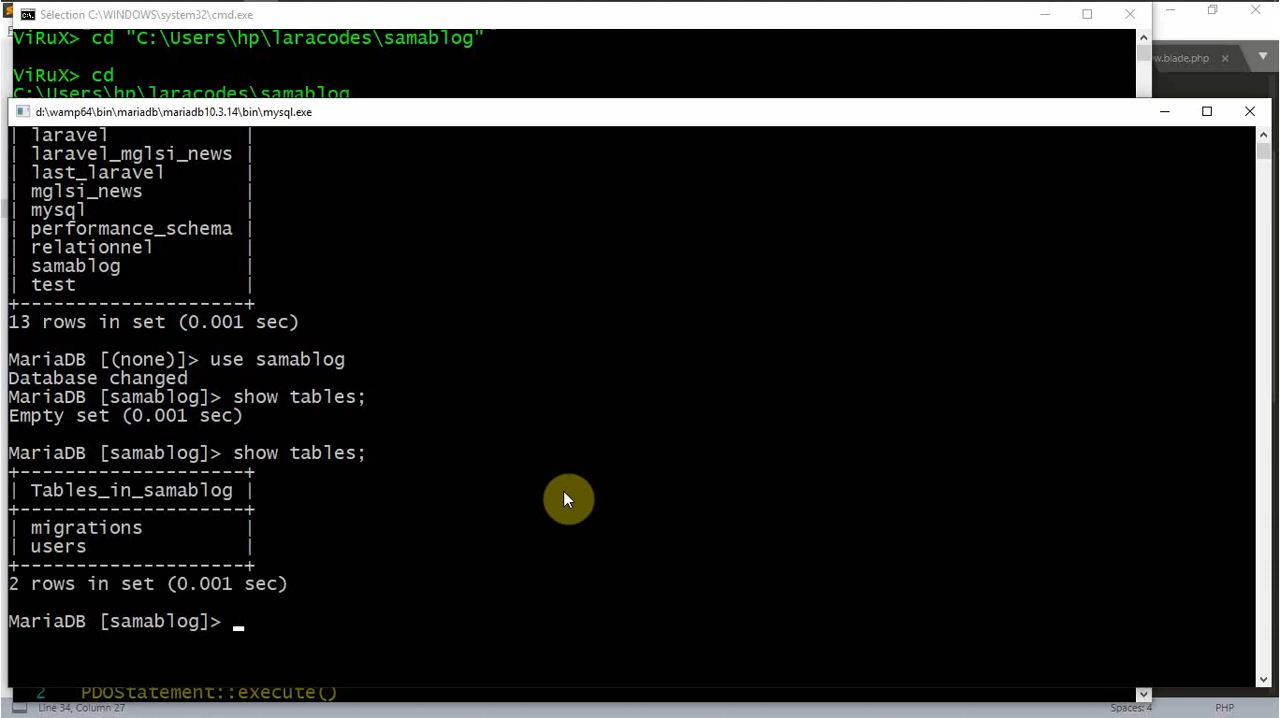 Sélection C:\WINDOWS\system32\cmd.exe
ViRuX> cd "C:\Users\hp\laracodes\samablog"
ViRuX> cd
C:\Users\hp\laracodes\samablog
w.blade.php
d:\wamp64\bin\mariadb\mariadb10.3.14\bin\mysql.exe
| laravel |
| laravel_mglsi_news |
| last_laravel |
| mglsi_news |
| mysql |
| performance_schema |
| relationnel |
| samablog |
| test |
+--------------------+
13 rows in set (0.001 sec)
MariaDB [(none)]> use samablog
Database changed
MariaDB [samablog]> show tables;
Empty set (0.001 sec)
MariaDB [samablog]> show tables;
+--------------------+
| Tables_in_samablog |
+--------------------+
| migrations |
| users |
+--------------------+
2 rows in set (0.001 sec)
MariaDB [samablog]>
2 PDOStatement::execute()
Line 34, Column 27
Spaces: 4
PHP